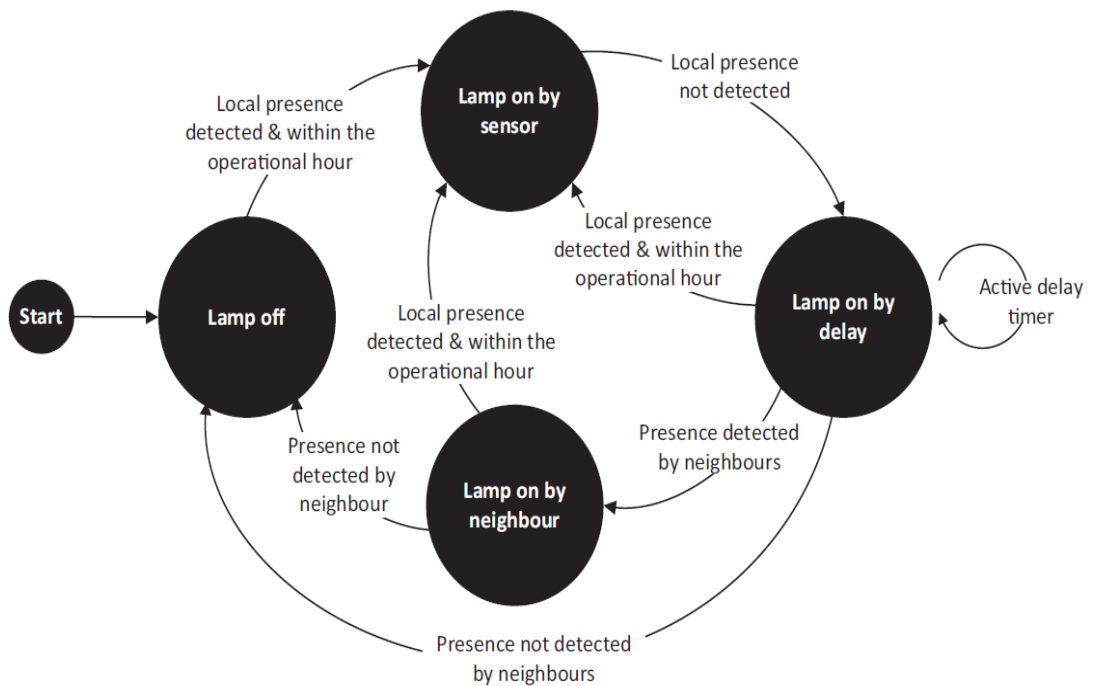 Lamp on by
sensor
Local presence
not detected
Local presence
detected & within the
operational hour
Local presence
detected & within the
operational hour
Start
Lamp off
Lamp on by
delay
Active delay
timer
Local presence
detected & within the
operational hour
Presence not
detected by
neighbour
Lamp on by
neighbour
Presence detected
by neighbours
Presence not detected
by neighbours